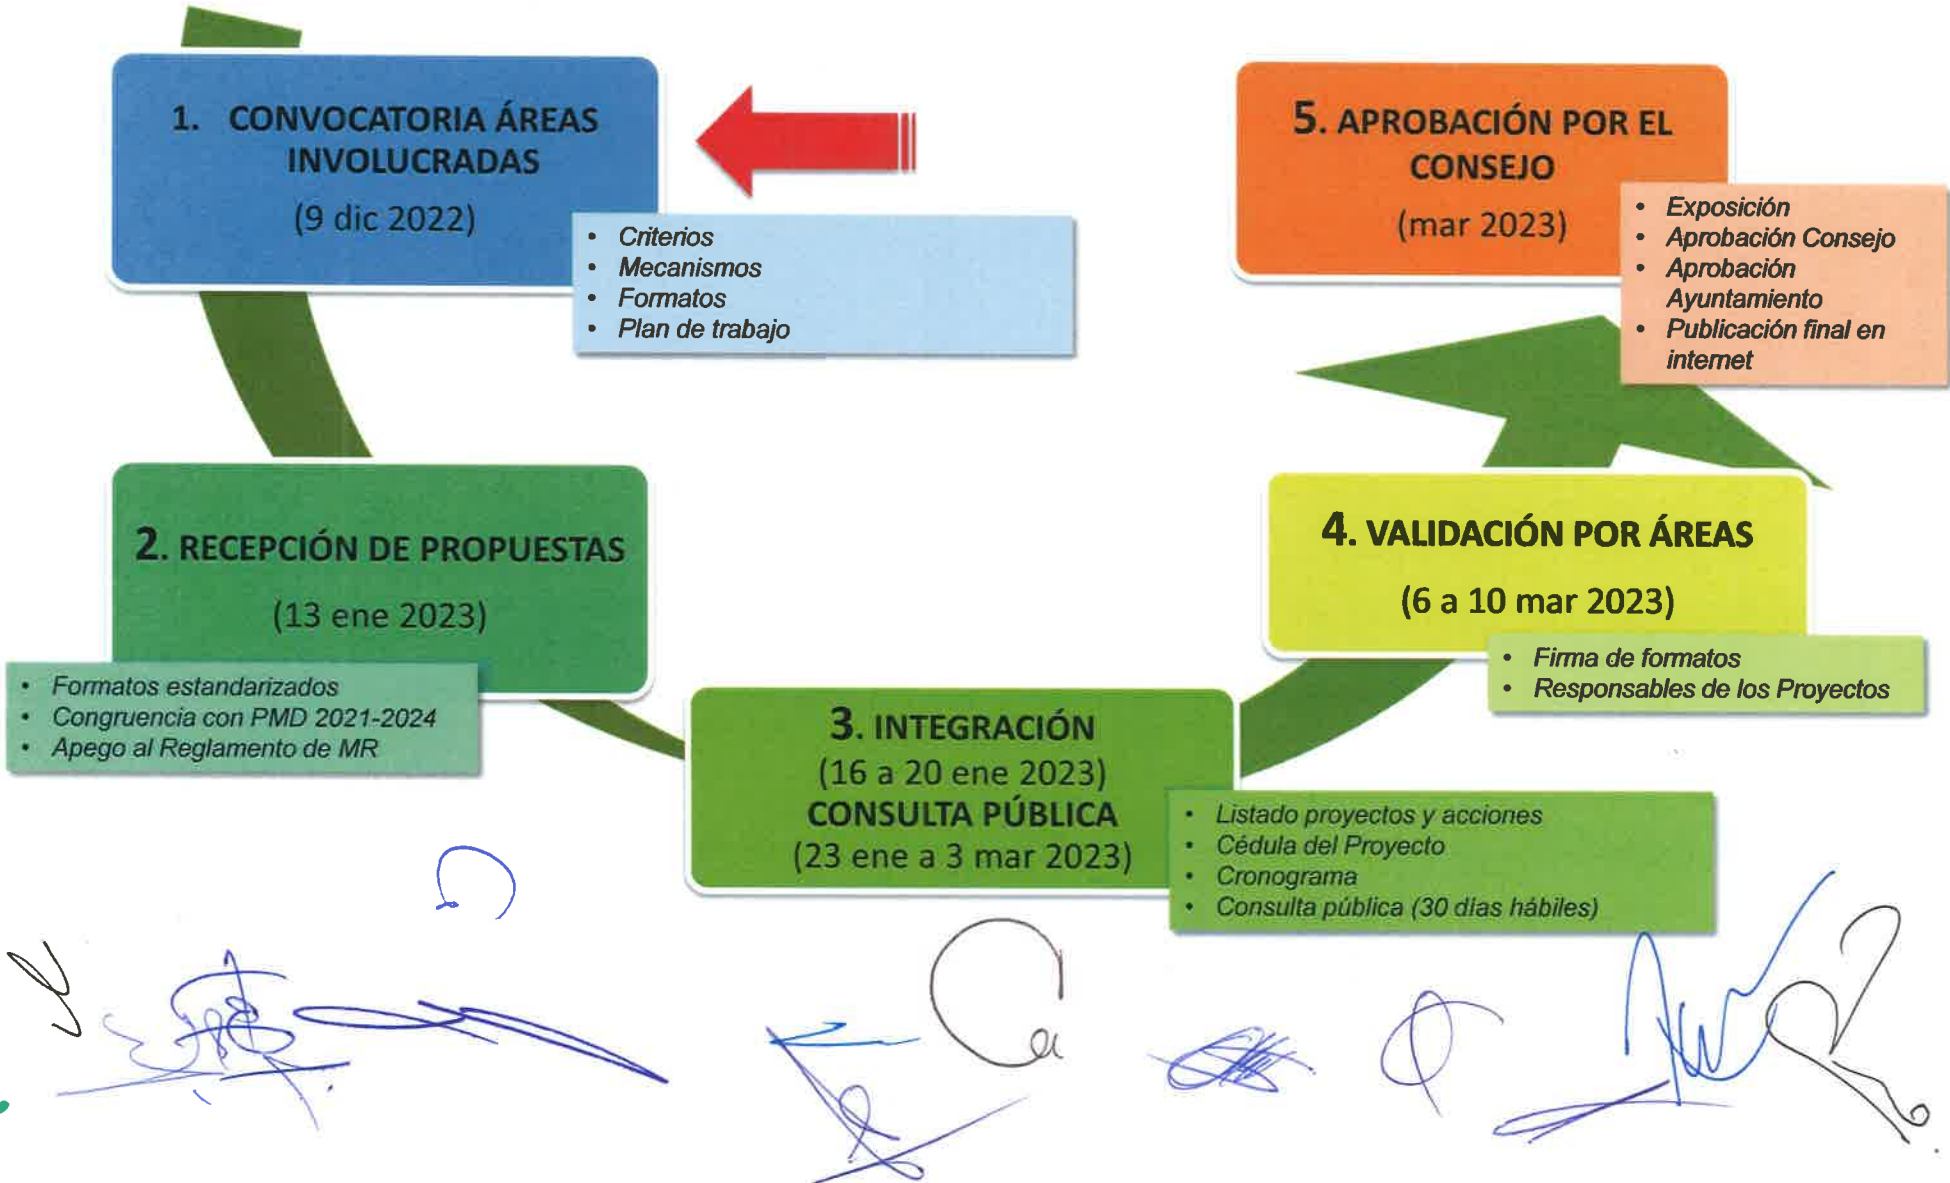 1. CONVOCATORIA ÁREAS
INVOLUCRADAS
(9 dic 2022)
• Criterios
• Mecanismos
• Formatos
• Plan de trabajo
2. RECEPCIÓN DE PROPUESTAS
(13 ene 2023)
• Formatos estandarizados
• Congruencia con PMD 2021-2024
• Apego al Reglamento de MR
3. INTEGRACIÓN
(16 a 20 ene 2023)
CONSULTA PÚBLICA
(23 ene a 3 mar 2023)
• Listado proyectos y acciones
• Cédula del Proyecto
• Cronograma
• Consulta pública (30 días hábiles)
4. VALIDACIÓN POR ÁREAS
(6 a 10 mar 2023)
• Firma de formatos
• Responsables de los Proyectos
5. APROBACIÓN POR EL
CONSEJO
(mar 2023)
• Exposición
• Aprobación Consejo
• Aprobación
Ayuntamiento
• Publicación final en
internet